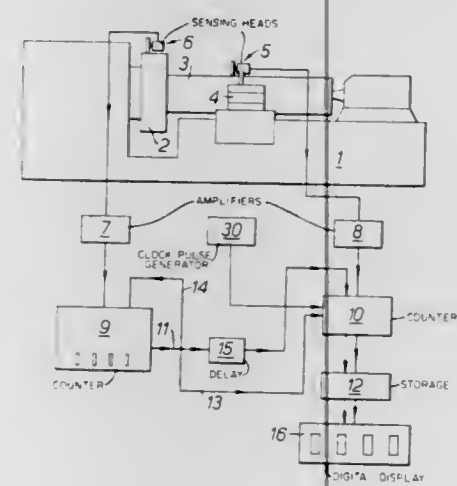 SENSING HEADS
6
5
3
4
2
1
AMPLIFIERS
7
30
8
CLOCK PULSE
GENERATOR
14
9
11
15
10
COUNTER
DELAY
COUNTER
13
12
STORAGE
16
DIGITAL DISPLAY